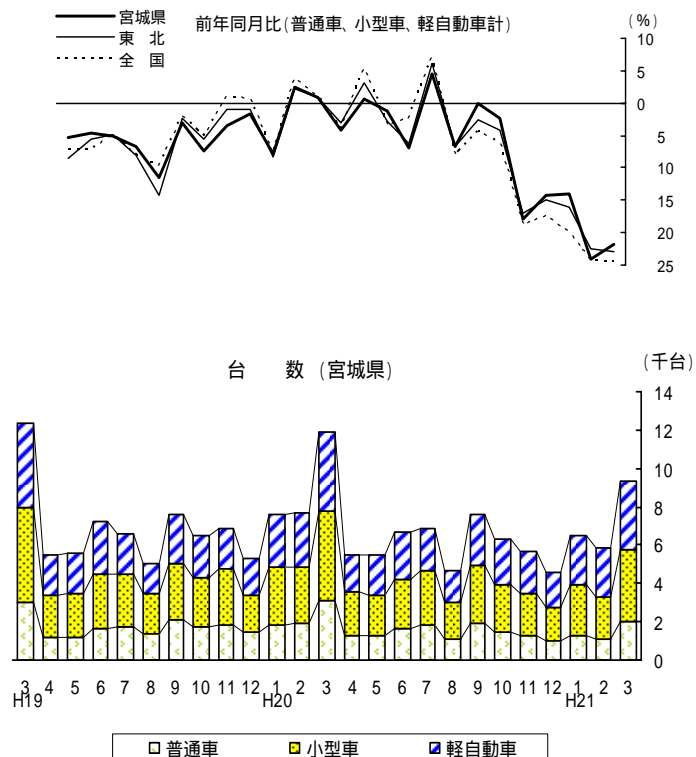 宮城県
東 北
全 国
前年同月比(普通車、小型車、軽自動車計)
(%)
10
5
0
5
10
15
20
25
台 数 (宮城県)
(千台)
14
12
10
8
6
4
2
0
3 4 5 6 7 8 9 10 11 12 1 2 3 4 5 6 7 8 9 10 11 12 1 2 3
H19 H20 H21
普通車 小型車 軽自動車